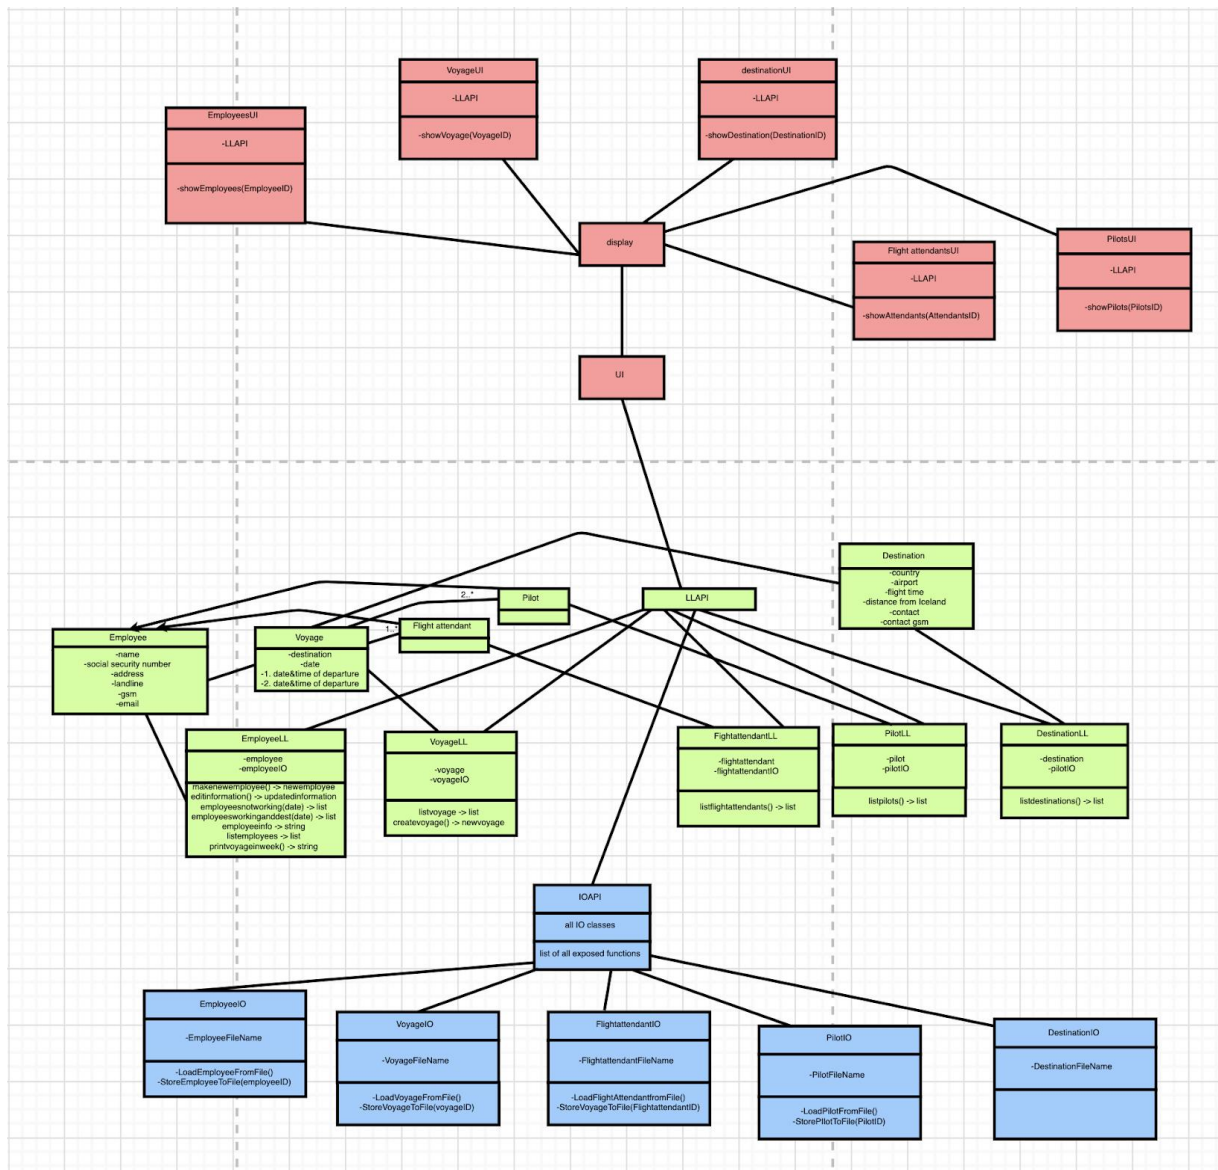 VoyageUI
-LLAPI
-showVoyage(VoyageID)
destinationUI
-LLAPI
-showDestination(DestinationID)
EmployeesUI
-LLAPI
-showEmployees(EmployeeID)
display
Flight attendantsUI
-LLAPI
-showAttendants(AttendantsID)
PilotsUI
-LLAPI
-showPilots(PilotsID)
UI
Destination
-country
-airport
-flight time
-distance from Iceland
-contact
-contact gsm
2..*
Pilot
LLAPI
1..*
Flight attendant
Employee
-name
-social security number
-address
-landline
-gsm
-email
Voyage
-destination
-date
-1. date&time of departure
-2. date&time of departure
EmployeeLL
-employee
-employeeIO
makenewemployee() -> newemployee
editinformation() -> updatedinformation
employeesnotworking(date) -> list
employeesworkinganddest(date) -> list
employeeinfo -> string
listemployees -> list
printvoyageinweek() -> string
VoyageLL
-voyage
-voyageIO
listvoyage -> list
createvoyage() -> newvoyage
FightattendantLL
-flightattendant
-flightattendantIO
listflightattendants() -> list
PilotLL
-pilot
-pilotIO
listpilots() -> list
DestinationLL
-destination
-pilotIO
listdestinations() -> list
IOAPI
all IO classes
list of all exposed functions
EmployeeIO
-EmployeeFileName
-LoadEmployeeFromFile()
-StoreEmployeeToFile(employeeID)
VoyageIO
-VoyageFileName
-LoadVoyageFromFile()
-StoreVoyageToFile(voyageID)
FlightattendantIO
-FlightattendantFileName
-LoadFlightAttendantfromFile()
-StoreVoyageToFile(FlightattendantID)
PilotIO
-PilotFileName
-LoadPilotFromFile()
-StorePIlotToFile(PilotID)
DestinationIO
-DestinationFileName